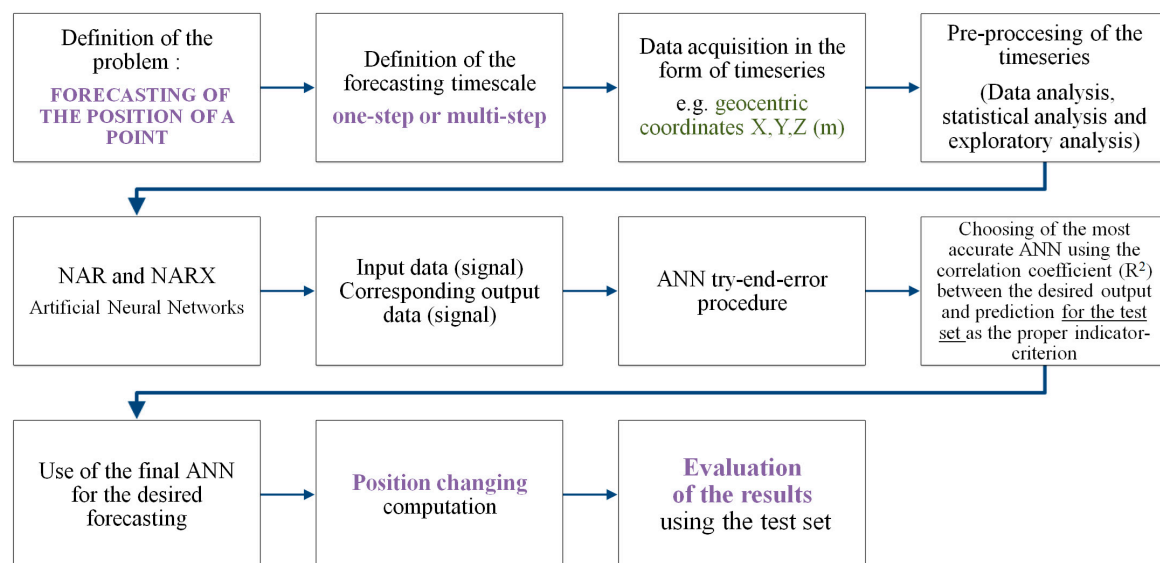 Definition of the
problem :
FORECASTING OF
THE POSITION OF A
POINT
Definition of the
forecasting timescale
one-step or multi-step
Data acquisition in the
form of timeseries
e.g. geocentric
coordinates X,Y,Z (m)
Pre-proccesing of the
timeseries
(Data analysis,
statistical analysis and
exploratory analysis)
NAR and NARX
Artificial Neural Networks
Input data (signal)
Corresponding output
data (signal)
ANN try-end-error
procedure
Choosing of the most
accurate ANN using the
correlation coefficient (R²)
between the desired output
and prediction for the test
set as the proper indicator-
criterion
Use of the final ANN
for the desired
forecasting
Position changing
computation
Evaluation
of the results
using the test set